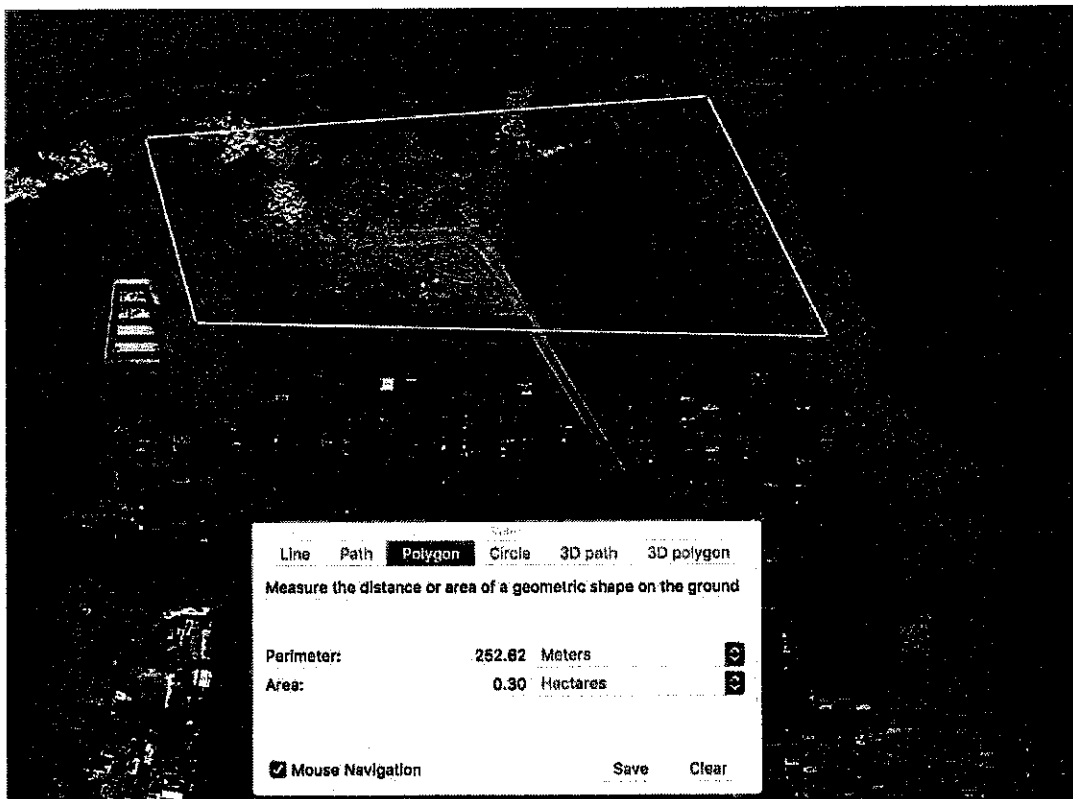 Ruler
Line Path Polygon Circle 3D path 3D polygon
Measure the distance or area of a geometric shape on the ground
Perimeter: 252.62 Meters
Area: 0.30 Hectares
Mouse Navigation Save Clear